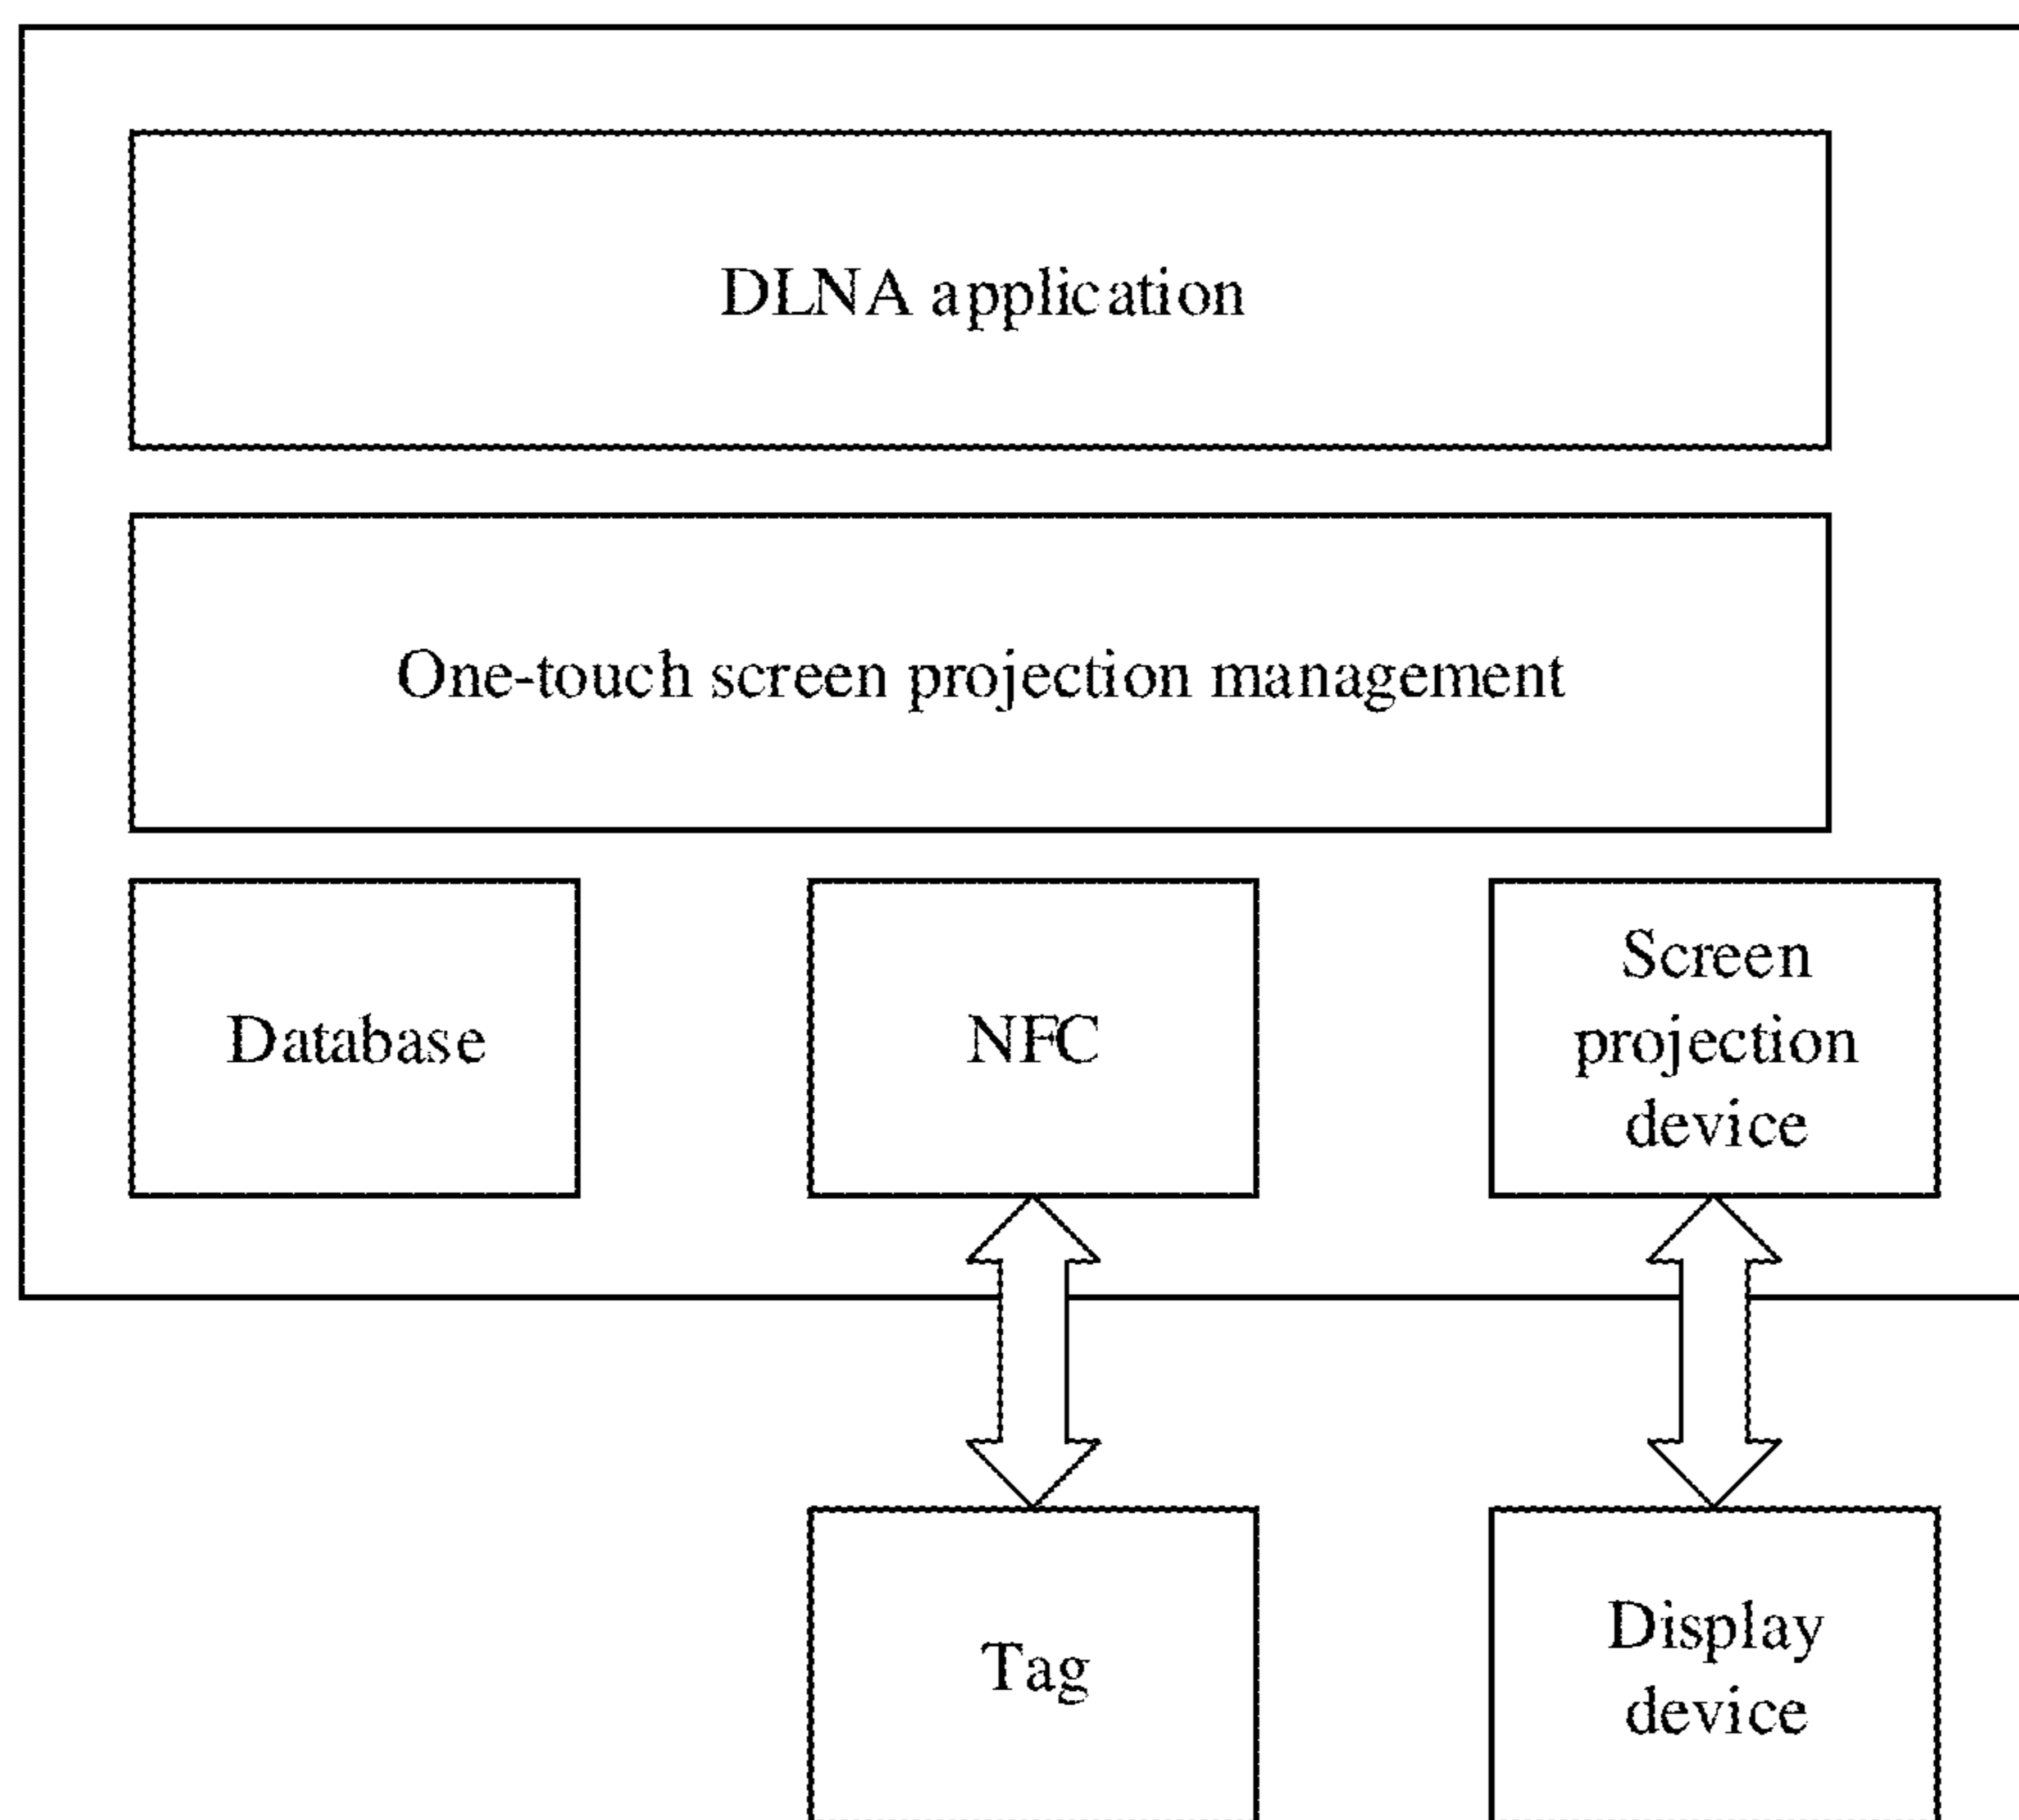 DLNA application
One-touch screen projection management
Database
NFC
Screen
projection
device
Tag
Display
device